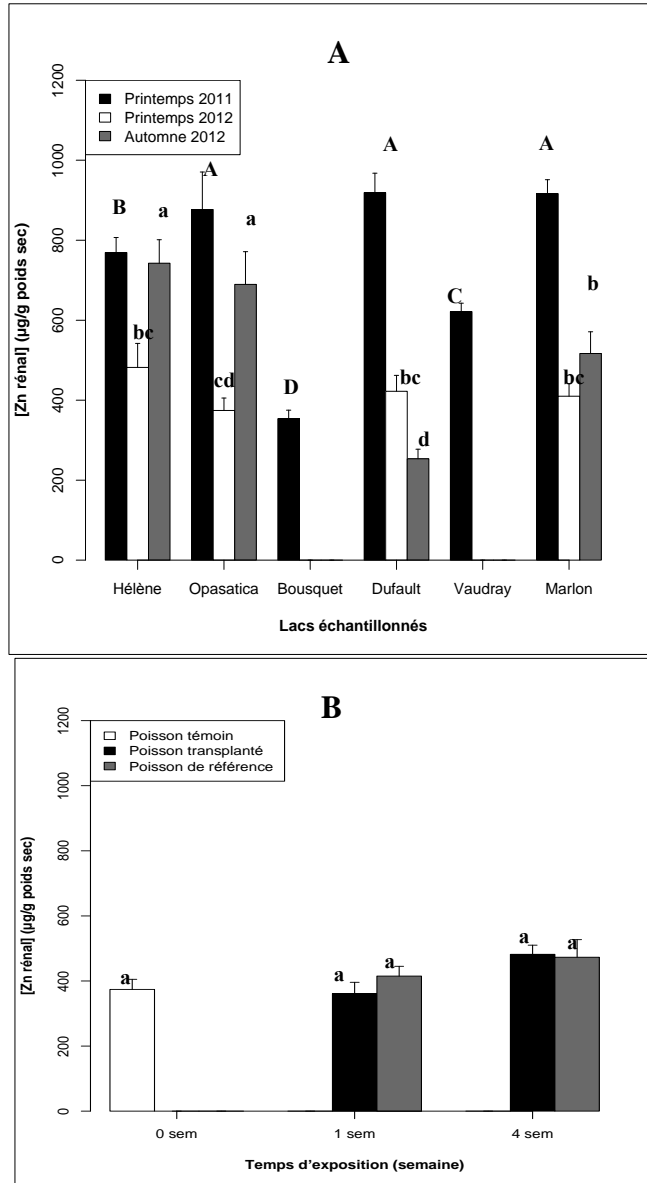 A
1200
1000
800
600
400
200
0
[Zn rénal] (µg/g poids sec)
Printemps 2011
Printemps 2012
Automne 2012
B
bc
a
A
cd
a
D
A
bc
d
C
A
bc
b
Hélène Opasatica Bousquet Dufault Vaudray Marlon
Lacs échantillonnés
B
1200
1000
800
600
400
200
0
[Zn rénal] (µg/g poids sec)
Poisson témoin
Poisson transplanté
Poisson de référence
a
a
a
a
a
0 sem 1 sem 4 sem
Temps d'exposition (semaine)